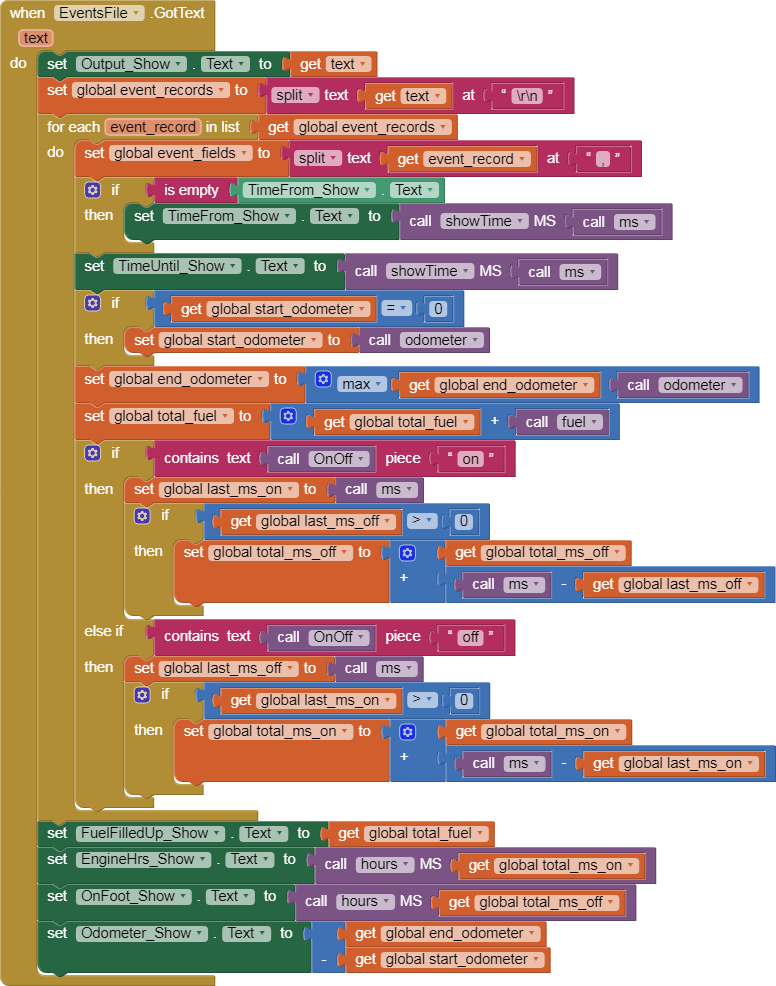 when EventsFile .GotText
text
do set Output_Show . Text to get text
set global event_records to split text get text at “ \r\n ”
for each event_record in list get global event_records
do set global event_fields to split text get event_record at “ , ”
if is empty TimeFrom_Show . Text
then set TimeFrom_Show . Text to call showTime MS call ms
set TimeUntil_Show . Text to call showTime MS call ms
if get global start_odometer = 0
then set global start_odometer to call odometer
set global end_odometer to max get global end_odometer call odometer
set global total_fuel to get global total_fuel + call fuel
if contains text call OnOff piece “ on ”
then set global last_ms_on to call ms
if get global last_ms_off > 0
then set global total_ms_off to get global total_ms_off
+ call ms - get global last_ms_off
else if contains text call OnOff piece “ off ”
then set global last_ms_off to call ms
if get global last_ms_on > 0
then set global total_ms_on to get global total_ms_on
+ call ms - get global last_ms_on
set FuelFilledUp_Show . Text to get global total_fuel
set EngineHrs_Show . Text to call hours MS get global total_ms_on
set OnFoot_Show . Text to call hours MS get global total_ms_off
set Odometer_Show . Text to get global end_odometer
- get global start_odometer